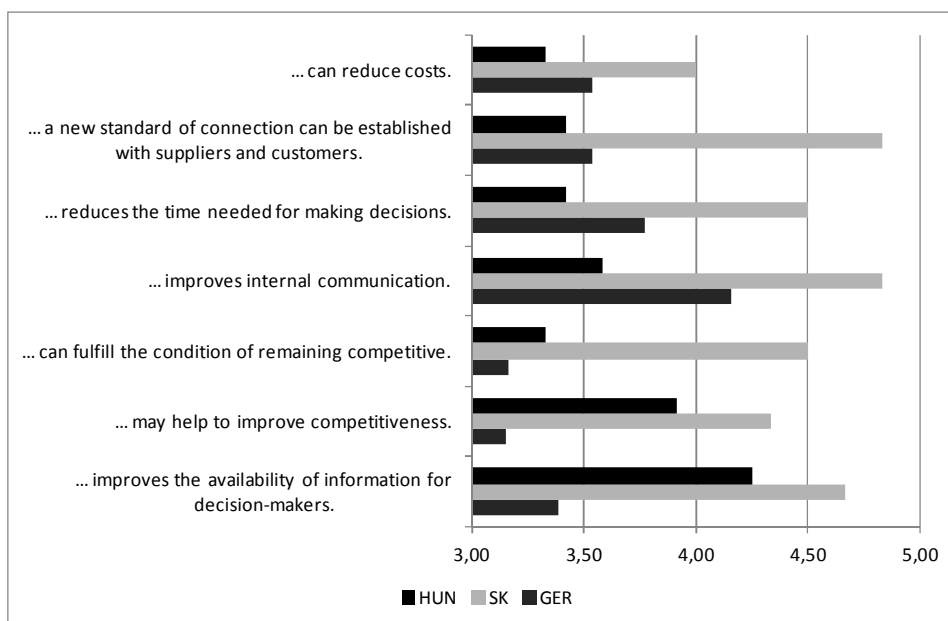 ... can reduce costs.
... a new standard of connection can be established
with suppliers and customers.
... reduces the time needed for making decisions.
... improves internal communication.
... can fulfill the condition of remaining competitive.
... may help to improve competitiveness.
... improves the availability of information for
decision-makers.
3,00 3,50 4,00 4,50 5,00
HUN SK GER